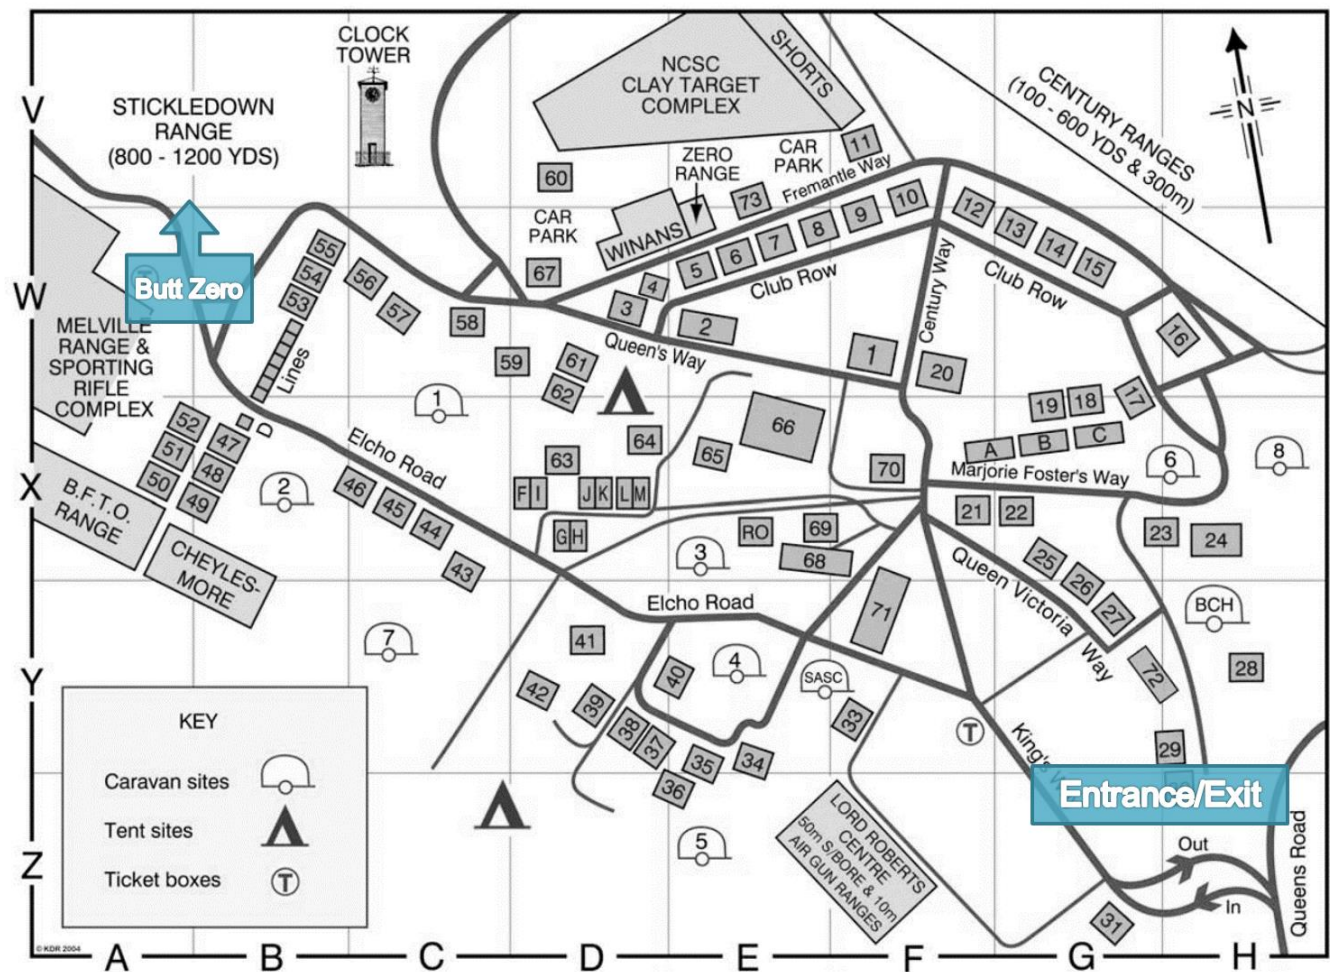 CLOCK
TOWER
NCSC
CLAY TARGET
COMPLEX
SHORTS
CENTURY RANGES
(100 - 600 YDS & 300m)
N
V
STICKLEDOWN
RANGE
(800 - 1200 YDS)
ZERO
RANGE
CAR
PARK
11
Fremantle Way
60
73
10
9
8
7
6
5
12
13
14
15
CAR
PARK
WINANS
67
4
3
2
Club Row
Century Way
Club Row
55
54
53
56
57
58
59
Butt Zero
W
MELVILLE
RANGE &
SPORTING
RIFLE
COMPLEX
Lines
D
Queen's Way
1
20
16
61
62
1
19
18
17
52
51
50
47
48
49
Elcho Road
64
63
65
66
70
A
B
C
Marjorie Foster's Way
6
8
X
B.F.T.O.
RANGE
2
46
45
44
43
F I
J K
L M
G H
RO
69
68
3
21
22
23
24
CHEYLES-
MORE
25
26
27
Queen Victoria
Way
Elcho Road
71
BCH
7
41
40
4
SASC
72
28
Y
42
39
38
37
35
34
36
33
T
29
King's
KEY
Caravan sites
Tent sites
Ticket boxes
T
Entrance/Exit
5
LORD ROBERTS
CENTRE
50m S/BORE & 10m
AIR GUN RANGES
Z
Out
In
Queens Road
31
© KDR 2004
A B C D E F G H